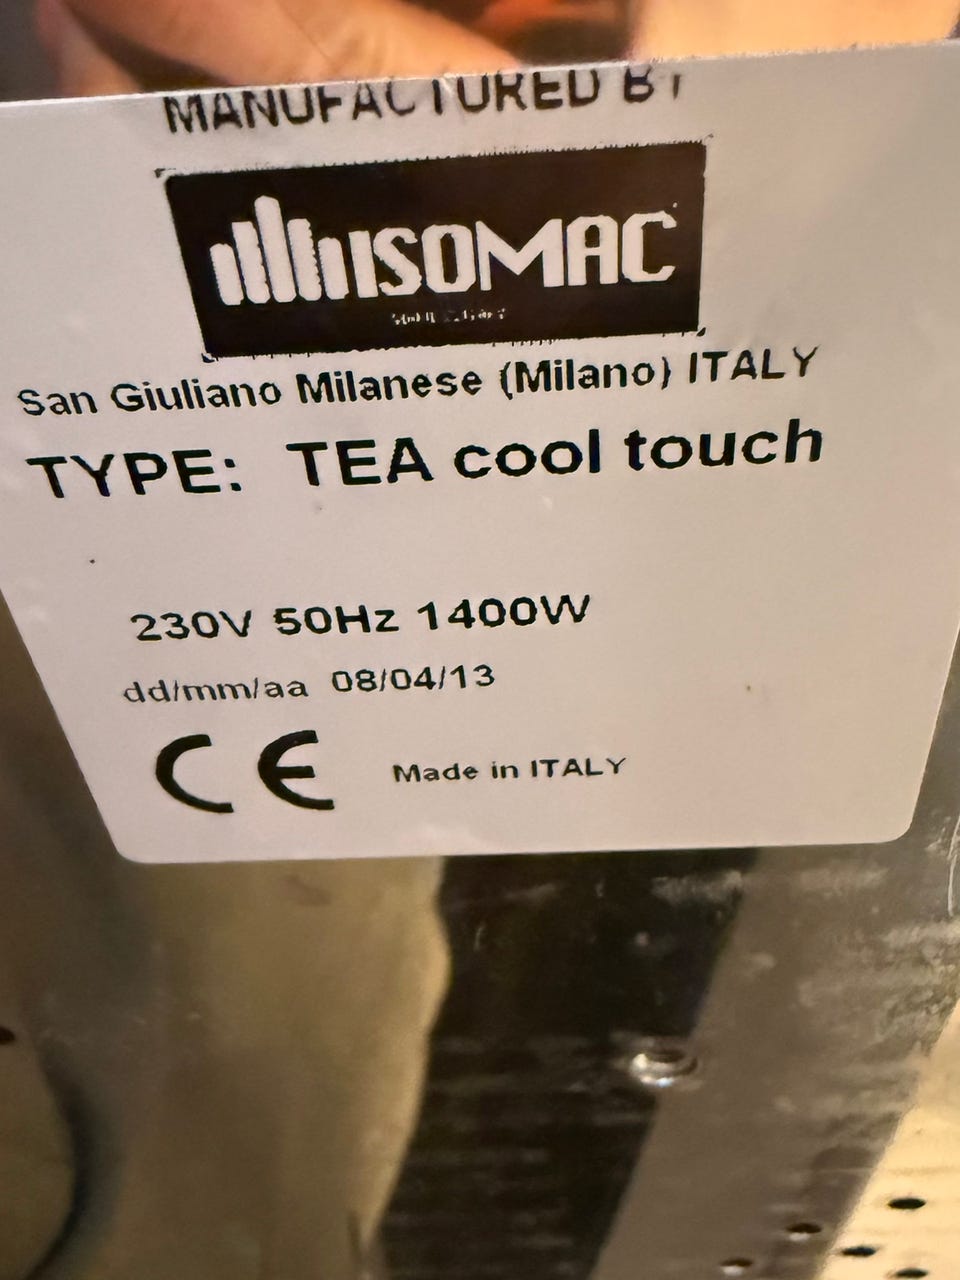 MANUFACTURED BY
ISOMAC
San Giuliano Milanese (Milano) ITALY
TYPE: TEA cool touch
230V 50Hz 1400W
dd/mm/aa 08/04/13
CE Made in ITALY